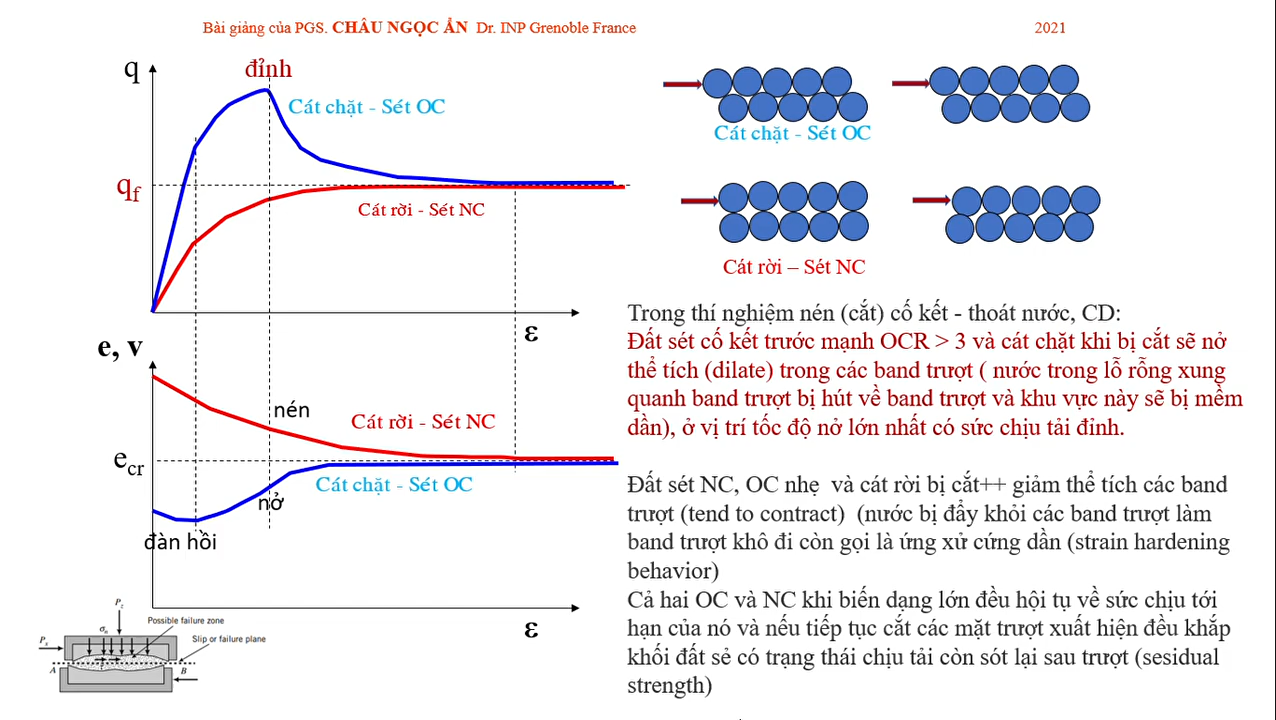 Bài giảng của PGS. CHÂU NGỌC ẨN Dr. INP Grenoble France
2021
q
đỉnh
Cát chặt - Sét OC
qf
Cát rời - Sét NC
ε
e, v
nén
Cát rời - Sét NC
ecr
Cát chặt - Sét OC
nở
đàn hồi
ε
Pz
Possible failure zone
σn
Slip or failure plane
Px
τ
A
B
Cát chặt - Sét OC
Cát rời – Sét NC
Trong thí nghiệm nén (cắt) cố kết - thoát nước, CD:
Đất sét cố kết trước mạnh OCR > 3 và cát chặt khi bị cắt sẽ nở
thể tích (dilate) trong các band trượt ( nước trong lỗ rỗng xung
quanh band trượt bị hút về band trượt và khu vực này sẽ bị mềm
dần), ở vị trí tốc độ nở lớn nhất có sức chịu tải đỉnh.
Đất sét NC, OC nhẹ và cát rời bị cắt++ giảm thể tích các band
trượt (tend to contract) (nước bị đẩy khỏi các band trượt làm
band trượt khô đi còn gọi là ứng xử cứng dần (strain hardening
behavior)
Cả hai OC và NC khi biến dạng lớn đều hội tụ về sức chịu tới
hạn của nó và nếu tiếp tục cắt các mặt trượt xuất hiện đều khắp
khối đất sẻ có trạng thái chịu tải còn sót lại sau trượt (sesidual
strength)